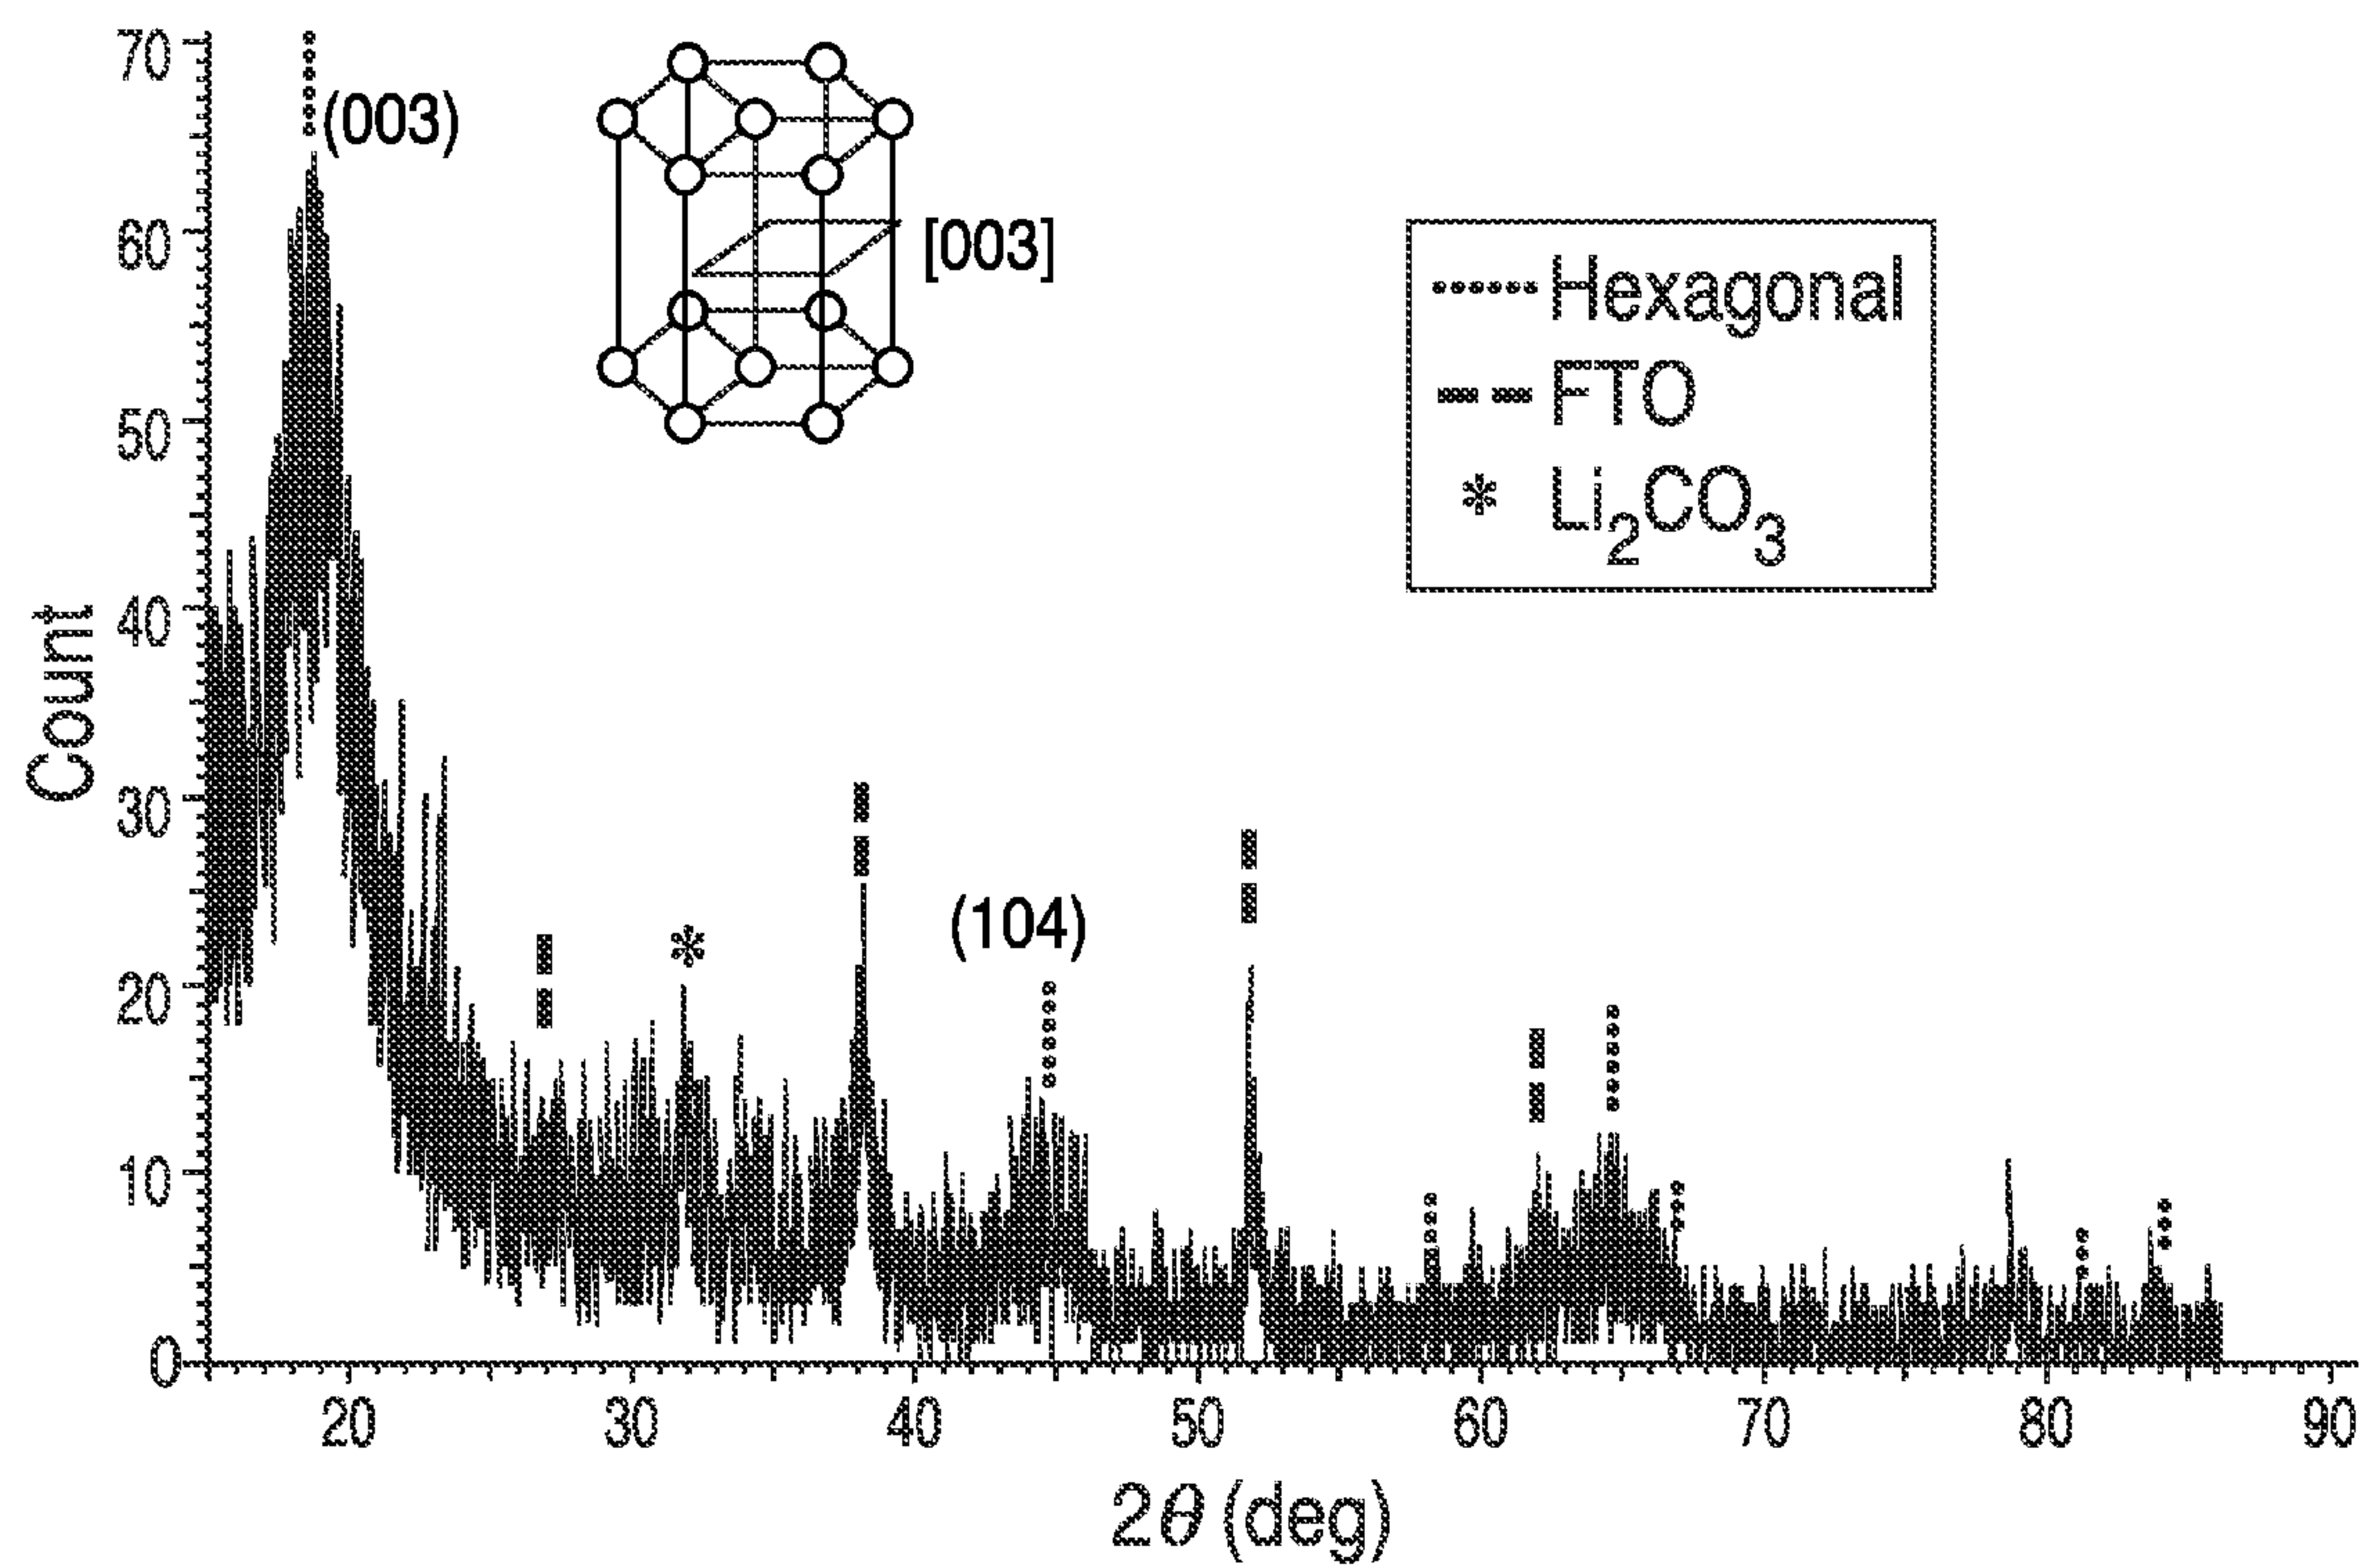 70
60
50
40
30
20
10
0
Count
(003)
[003]
Hexagonal
FTO
* Li₂CO₃
*
(104)
20 30 40 50 60 70 80 90
2θ (deg)